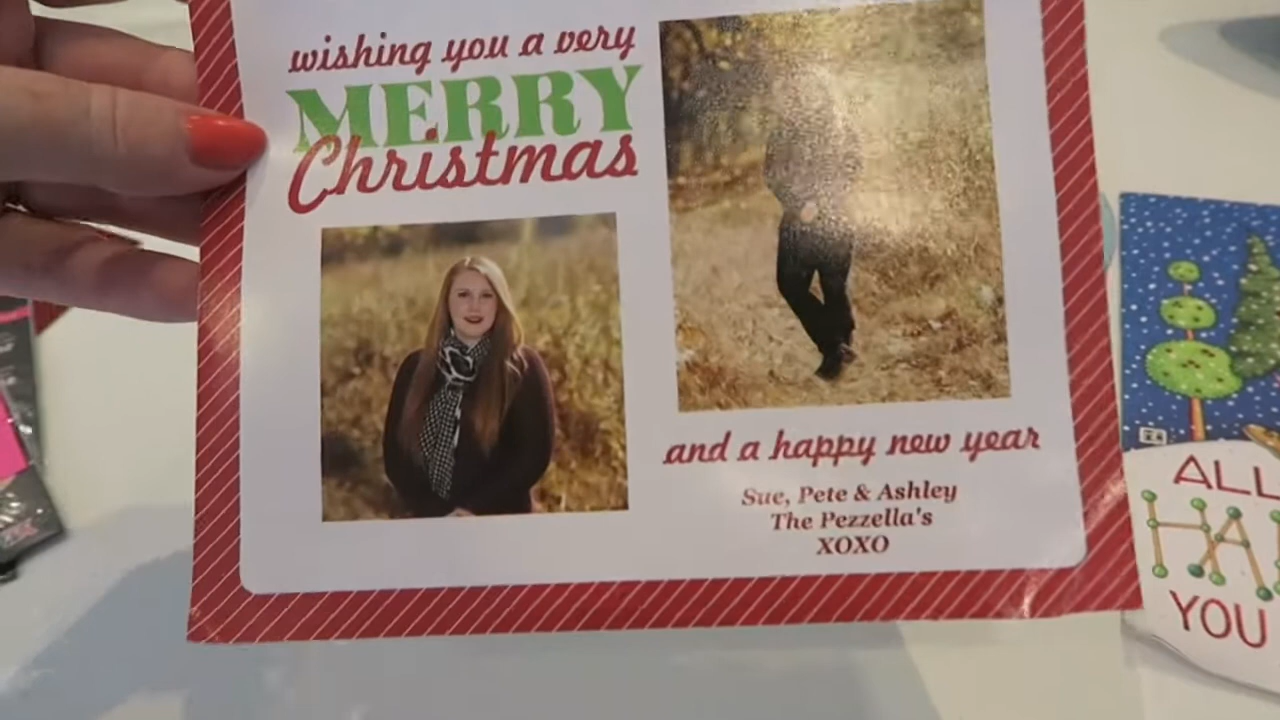 wishing you a very
MERRY
Christmas
and a happy new year
Sue, Pete & Ashley
The Pezzella's
XOXO
ALL
YOU